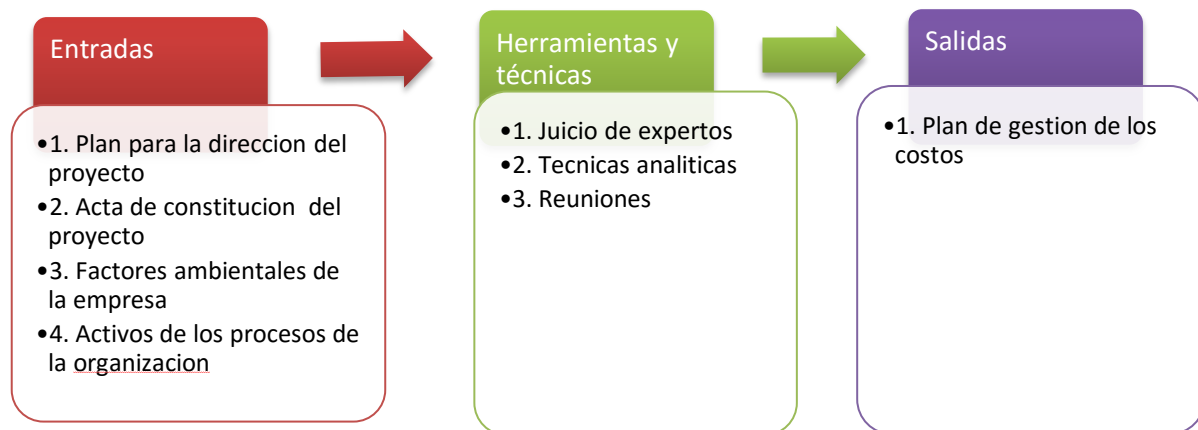 Entradas
•1. Plan para la direccion del
proyecto
•2. Acta de constitucion  del
proyecto
•3. Factores ambientales de
la empresa
•4. Activos de los procesos de
la organizacion
Herramientas y
técnicas
•1. Juicio de expertos
•2. Tecnicas analiticas
•3. Reuniones
Salidas
•1. Plan de gestion de los
costos